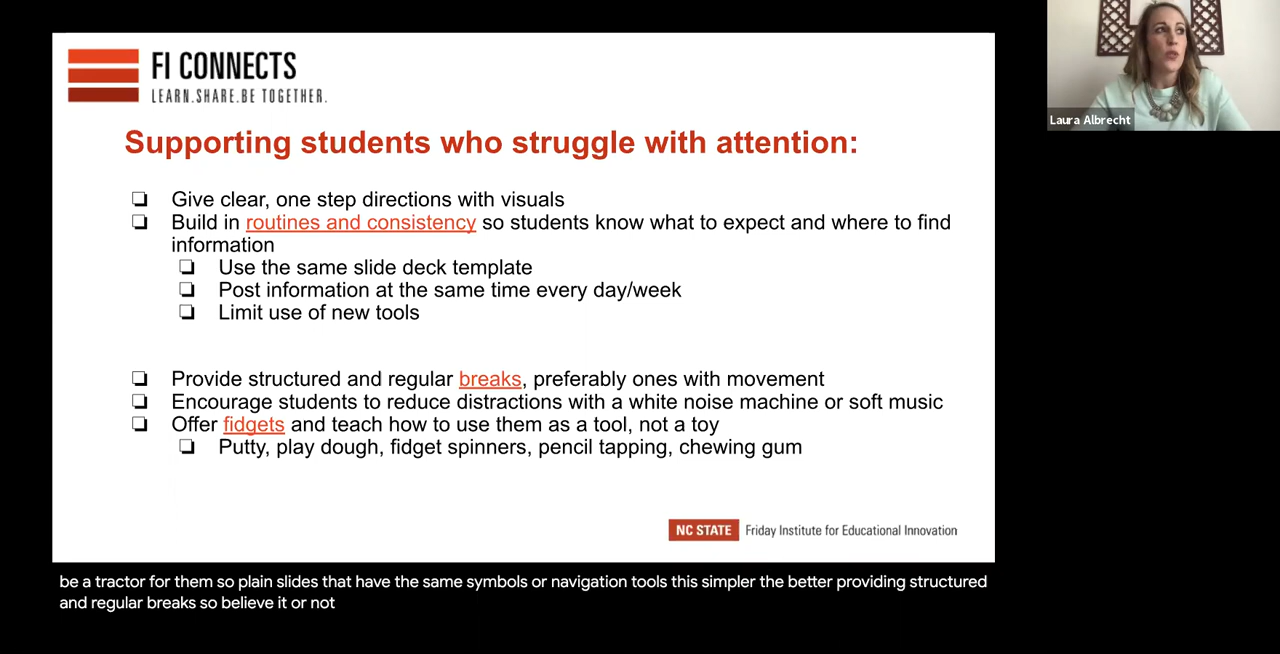 FI CONNECTS
LEARN.SHARE.BE TOGETHER.
Laura Albrecht
Supporting students who struggle with attention:
❏ Give clear, one step directions with visuals
❏ Build in routines and consistency so students know what to expect and where to find
information
❏ Use the same slide deck template
❏ Post information at the same time every day/week
❏ Limit use of new tools
❏ Provide structured and regular breaks, preferably ones with movement
❏ Encourage students to reduce distractions with a white noise machine or soft music
❏ Offer fidgets and teach how to use them as a tool, not a toy
❏ Putty, play dough, fidget spinners, pencil tapping, chewing gum
NC STATE Friday Institute for Educational Innovation
be a tractor for them so plain slides that have the same symbols or navigation tools this simpler the better providing structured
and regular breaks so believe it or not